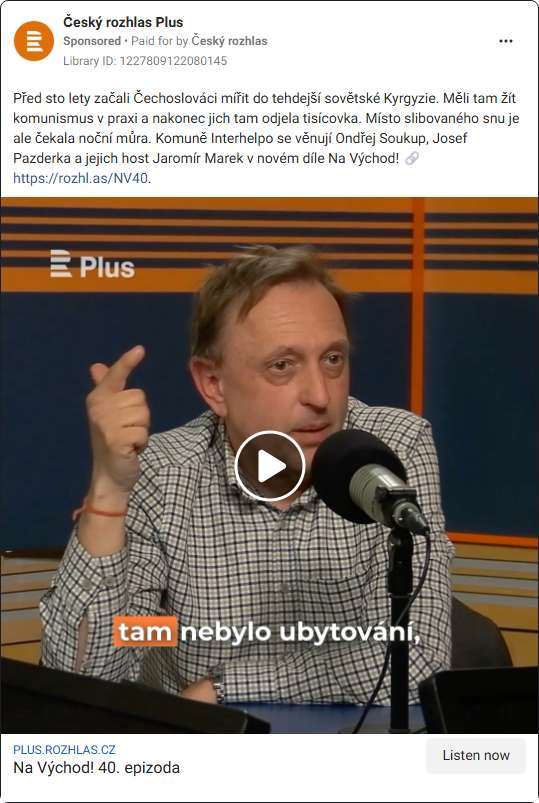 Český rozhlas Plus
Sponsored • Paid for by Český rozhlas
Library ID: 1227809122080145
Před sto lety začali Čechoslováci mířit do tehdejší sovětské Kyrgyzie. Měli tam žít
komunismus v praxi a nakonec jich tam odjela tisícovka. Místo slibovaného snu je
ale čekala noční můra. Komuně Interhelpo se věnují Ondřej Soukup, Josef
Pazderka a jejich host Jaromír Marek v novém díle Na Východ! 🔗
https://rozhl.as/NV40.
Plus
tam nebylo ubytování,
PLUS.ROZHLAS.CZ
Na Východ! 40. epizoda
Listen now